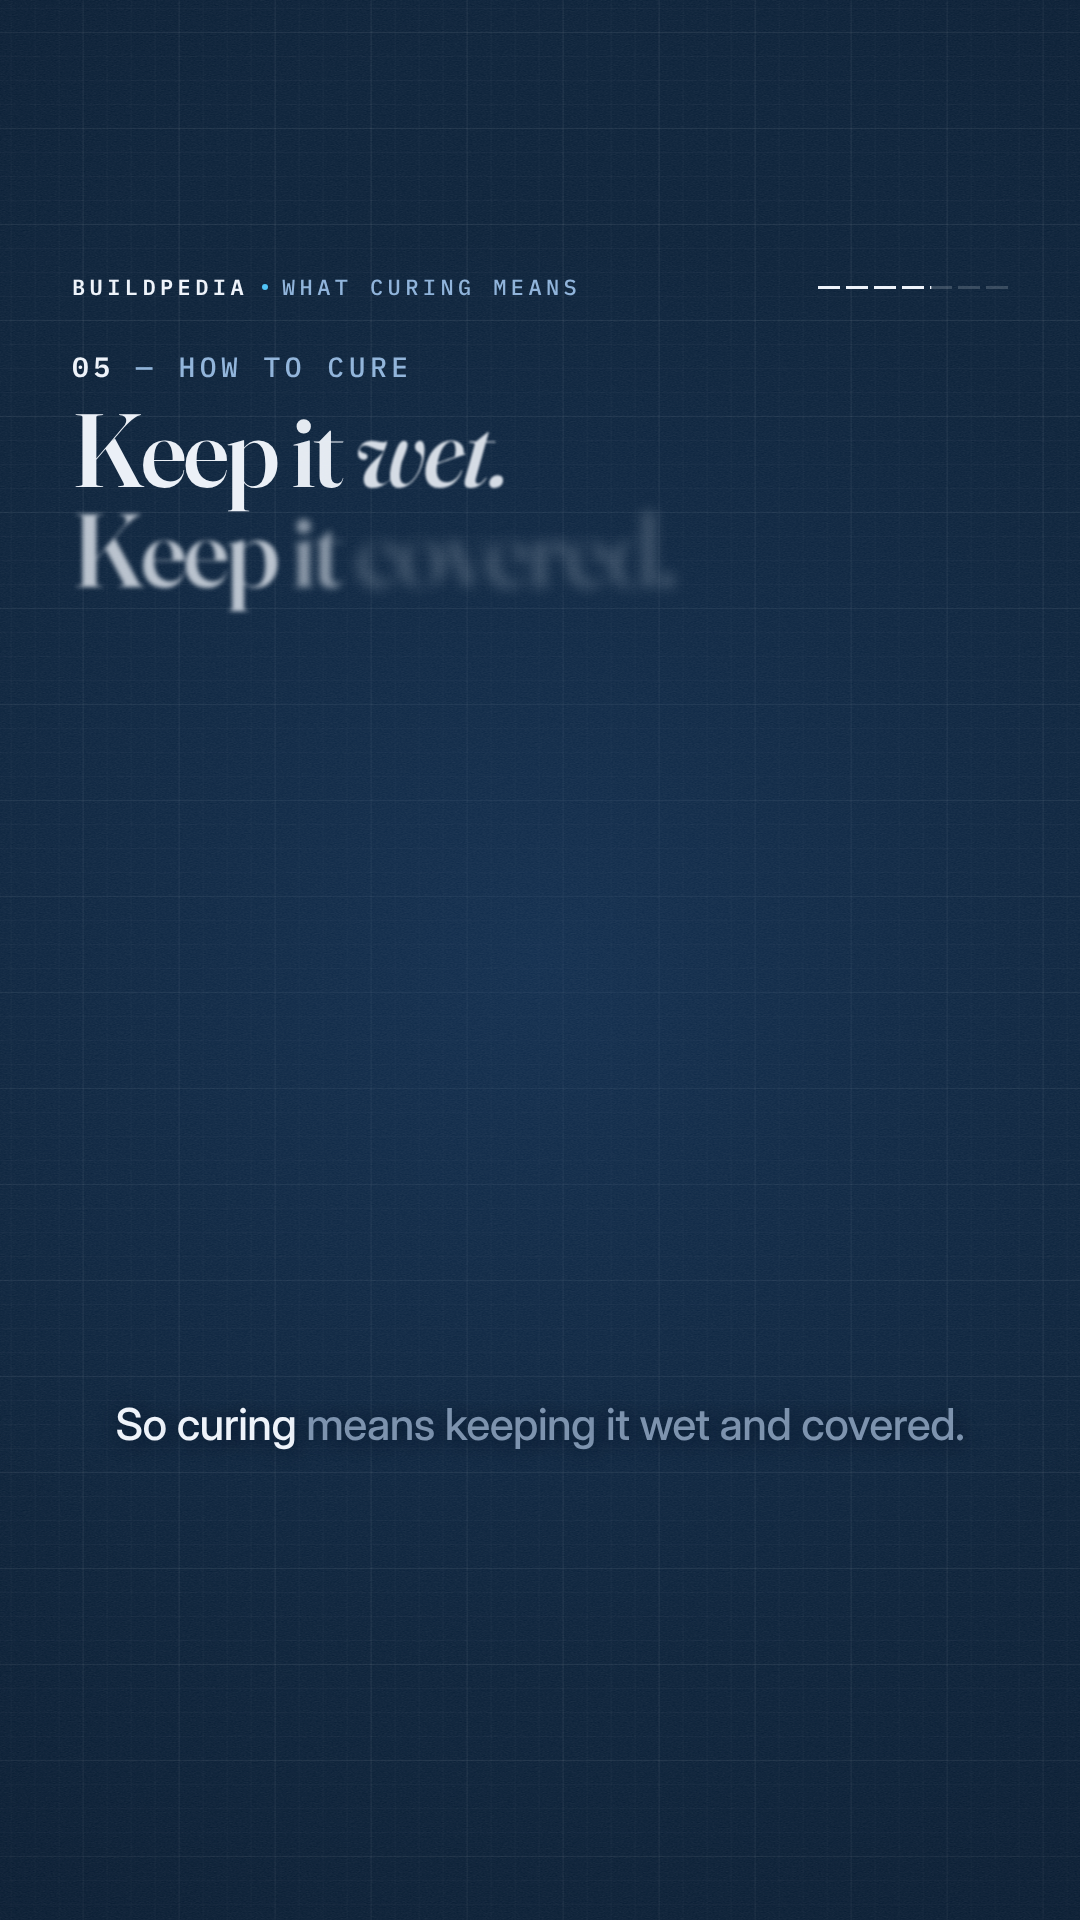 BUILDPEDIA • WHAT CURING MEANS
05 — HOW TO CURE
Keep it wet.
Keep it covered.
So curing means keeping it wet and covered.